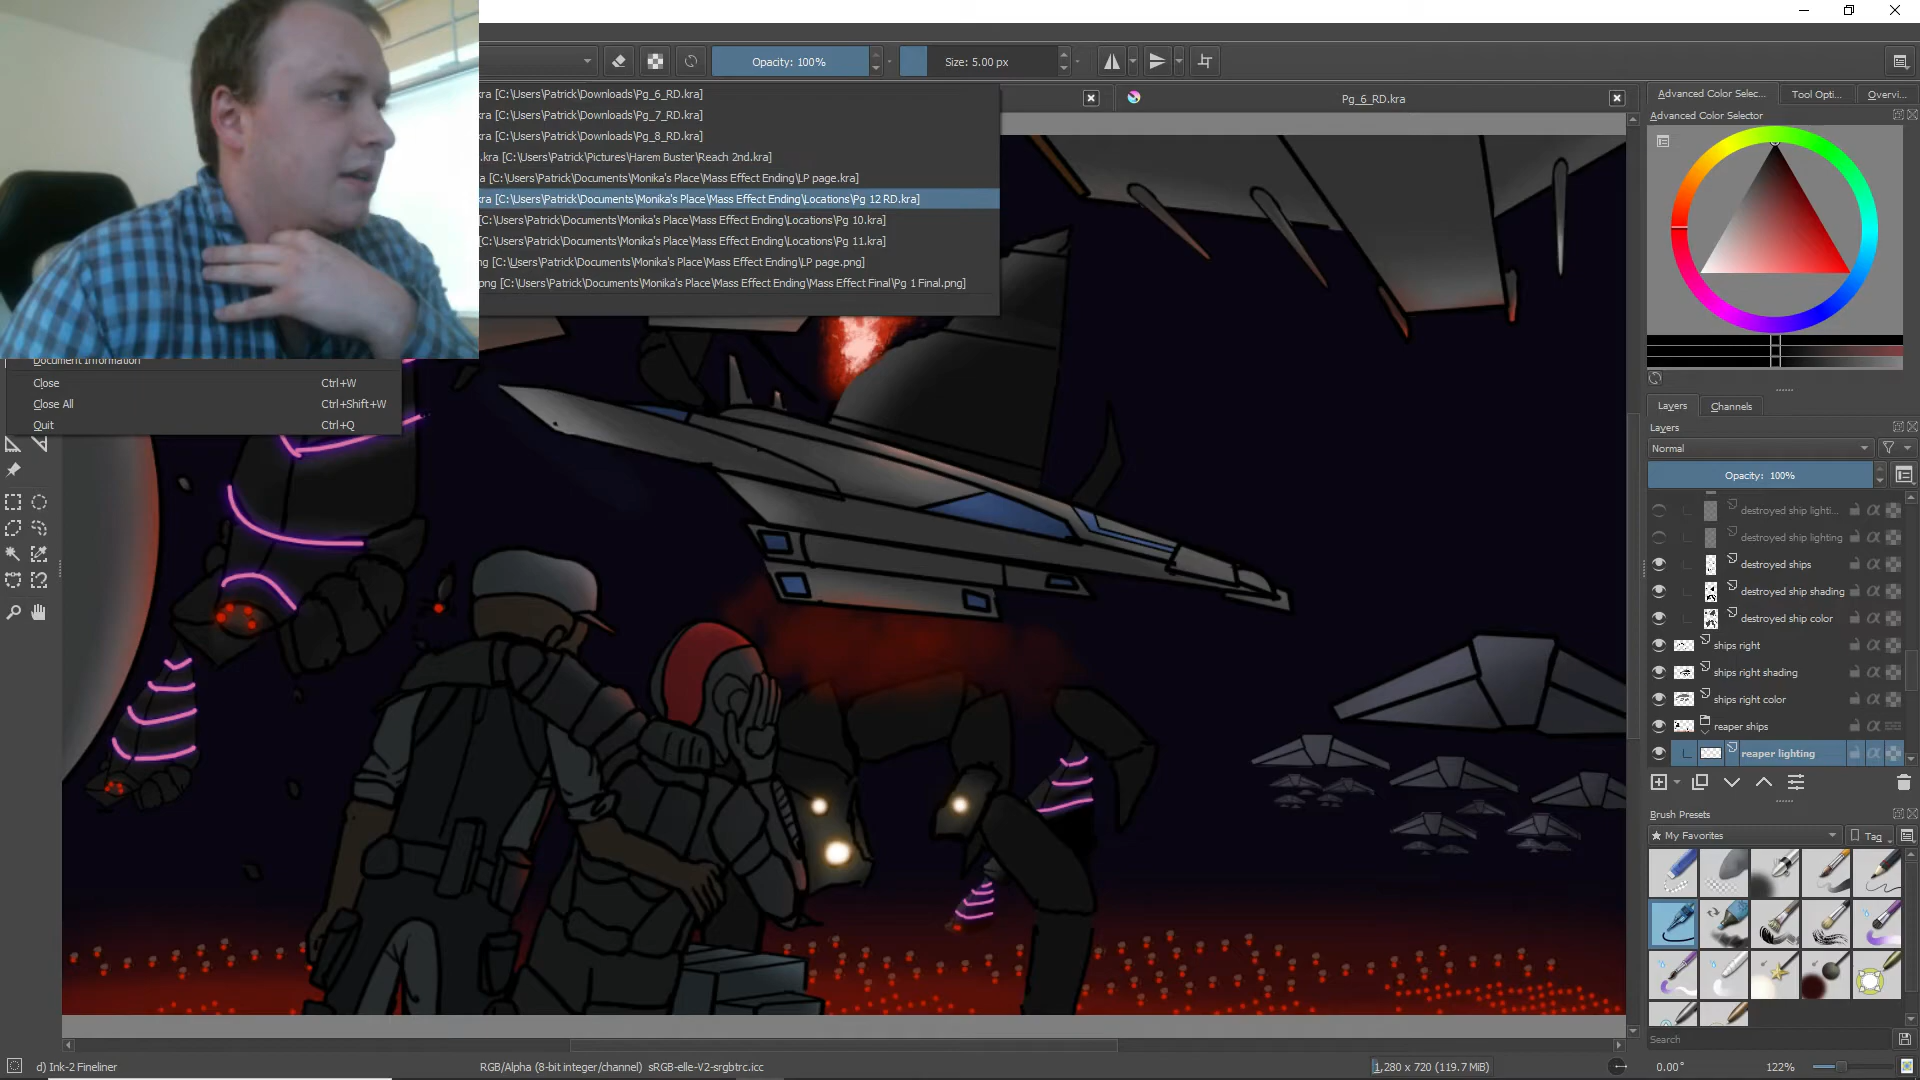 Opacity: 100%
Size: 5.00 px
kra [C:\Users\Patrick\Downloads\Pg_6_RD.kra]
kra [C:\Users\Patrick\Downloads\Pg_7_RD.kra]
kra [C:\Users\Patrick\Downloads\Pg_8_RD.kra]
.kra [C:\Users\Patrick\Pictures\Harem Buster\Reach 2nd.kra]
a [C:\Users\Patrick\Documents\Monika's Place\Mass Effect Ending\LP page.kra]
kra [C:\Users\Patrick\Documents\Monika's Place\Mass Effect Ending\Locations\Pg 12 RD.kra]
[C:\Users\Patrick\Documents\Monika's Place\Mass Effect Ending\Locations\Pg 10.kra]
[C:\Users\Patrick\Documents\Monika's Place\Mass Effect Ending\Locations\Pg 11.kra]
ng [C:\Users\Patrick\Documents\Monika's Place\Mass Effect Ending\LP page.png]
png [C:\Users\Patrick\Documents\Monika's Place\Mass Effect Ending\Mass Effect Final\Pg 1 Final.png]
Pg_6_RD.kra
Document Information
Close Ctrl+W
Close All Ctrl+Shift+W
Quit Ctrl+Q
Advanced Color Selec... Tool Opti... Overvi...
Advanced Color Selector
Layers Channels
Layers
Normal
Opacity: 100%
destroyed ship lighti...
destroyed ship lighting
destroyed ships
destroyed ship shading
destroyed ship color
ships right
ships right shading
ships right color
reaper ships
reaper lighting
Brush Presets
My Favorites Tag
Search
d) Ink-2 Fineliner
RGB/Alpha (8-bit integer/channel) sRGB-elle-V2-srgbtrc.icc
1,280 x 720 (119.7 MiB)
0.00°
122%